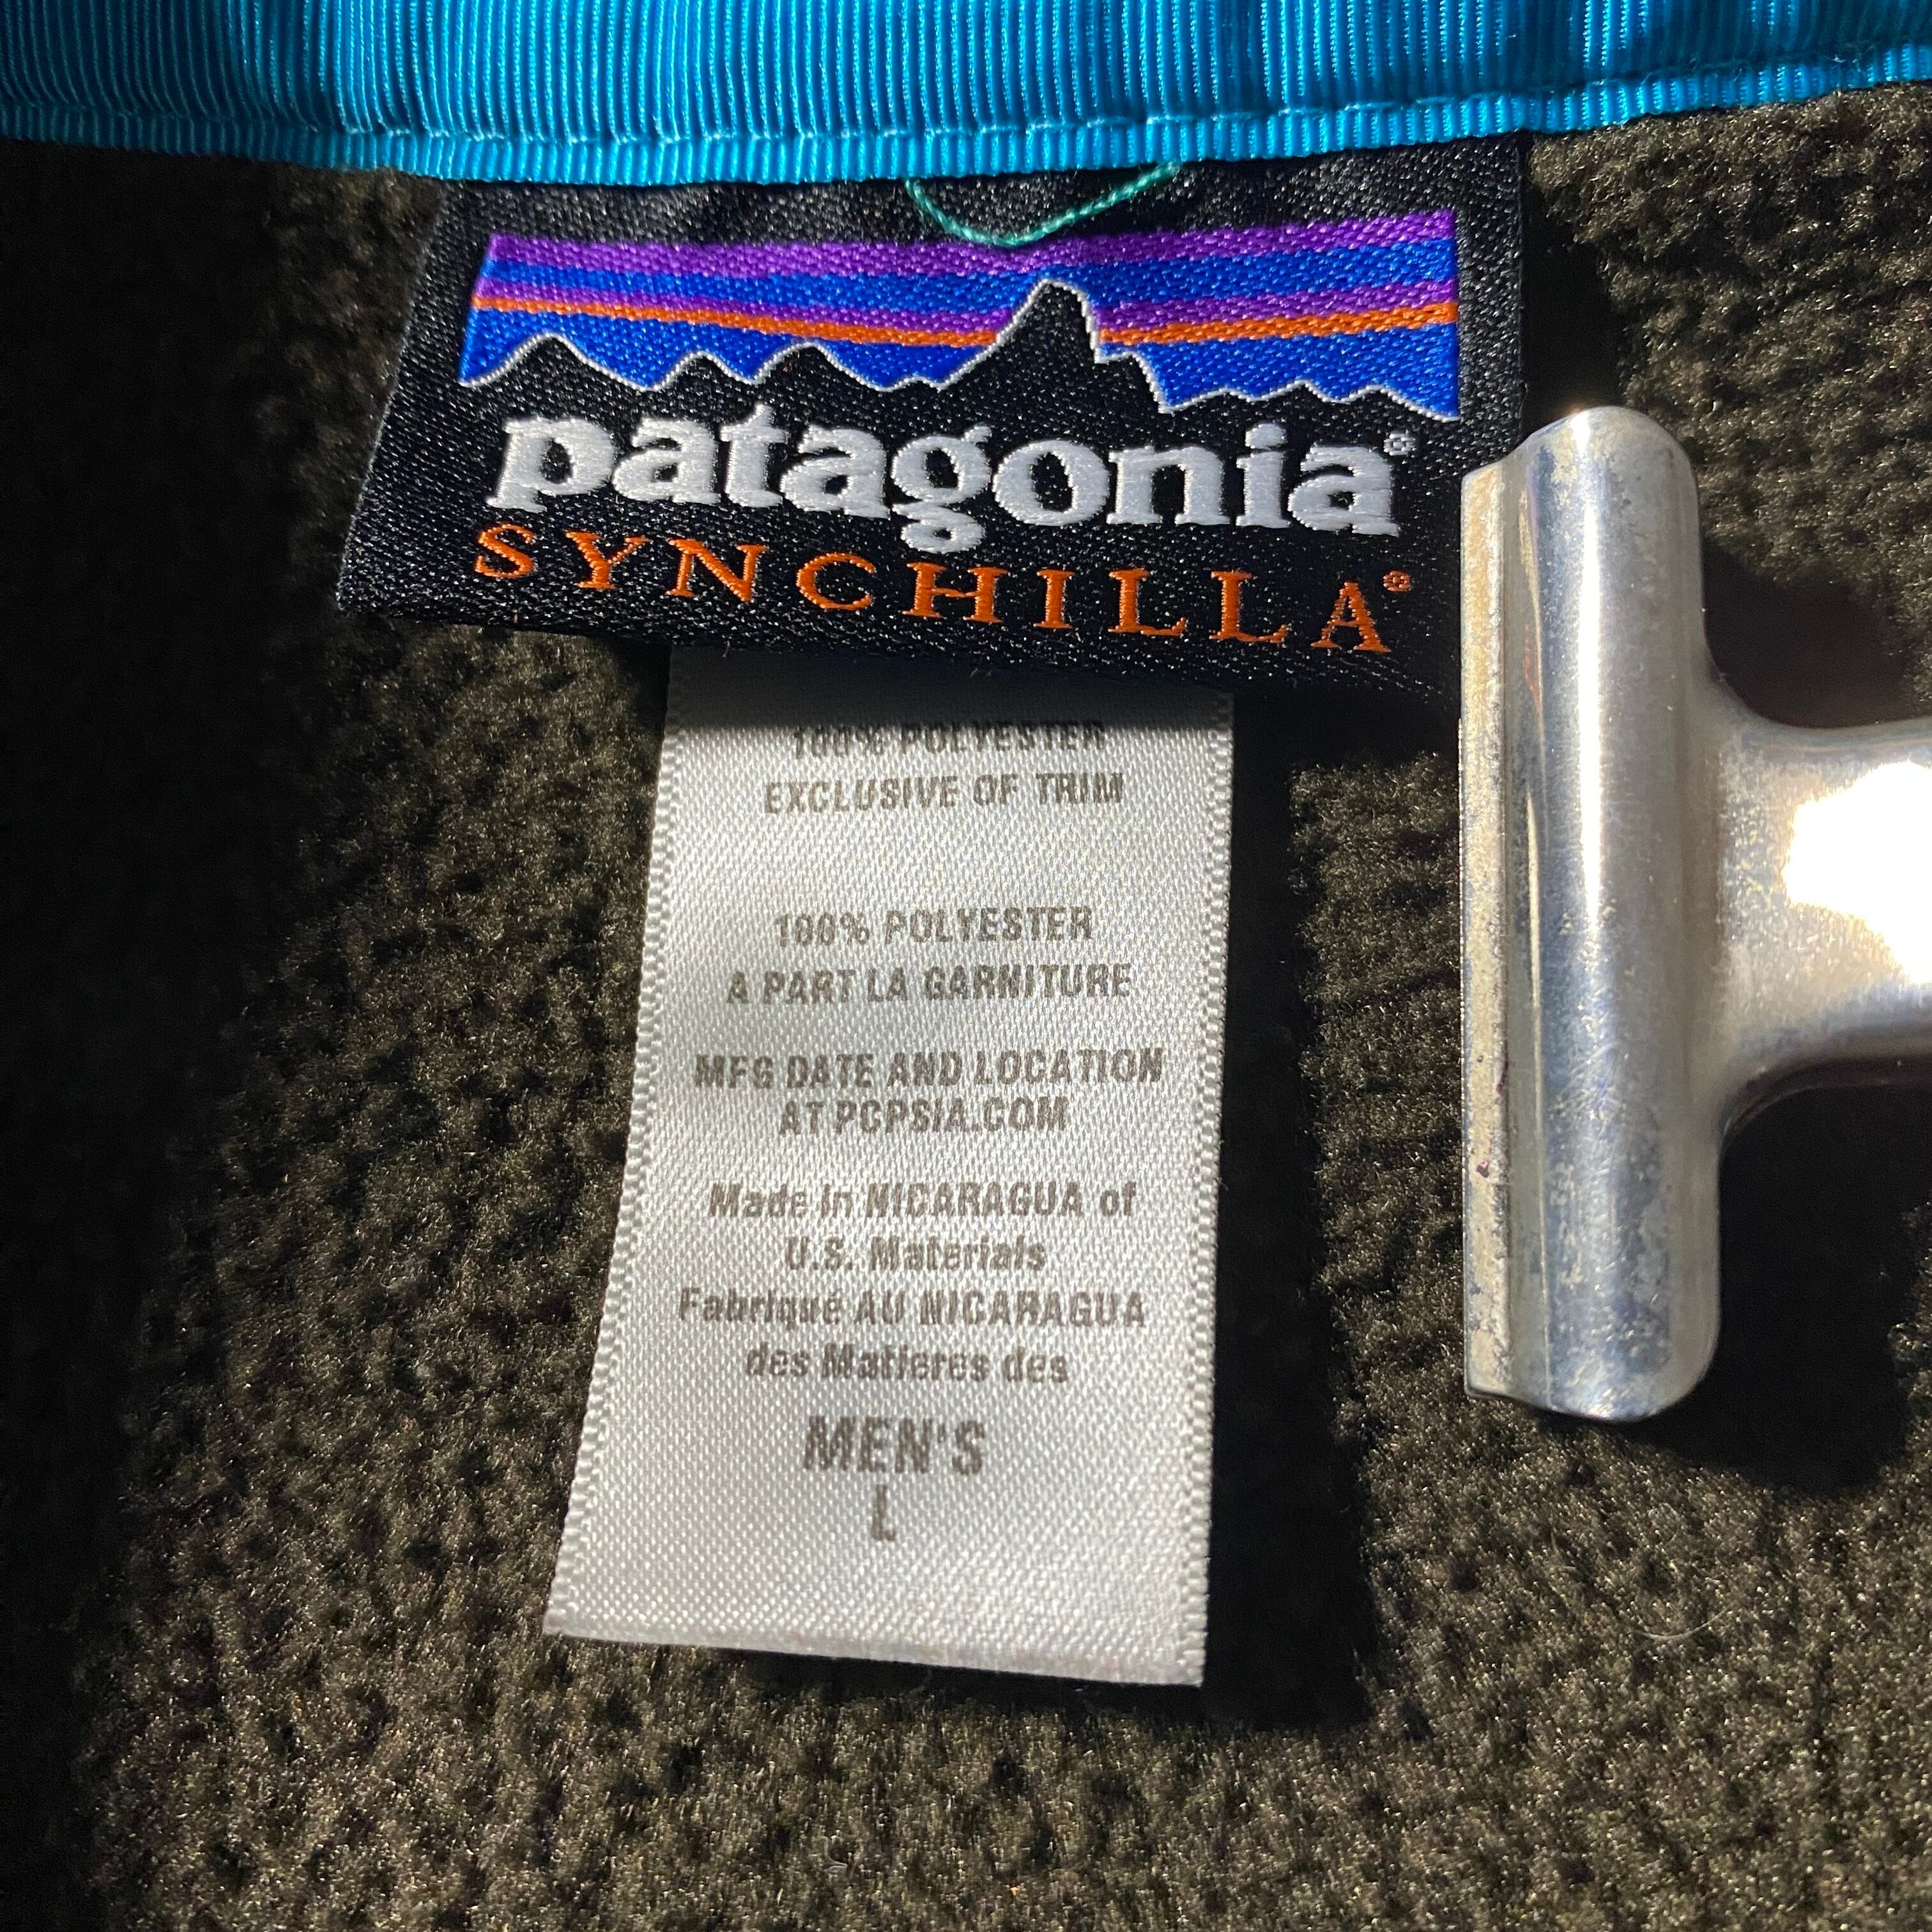 patagonia®
SYNCHILLA®
100% POLYESTER
EXCLUSIVE OF TRIM
100% POLYESTER
A PART LA GARNITURE
MFG DATE AND LOCATION
AT PCPSIA.COM
Made in NICARAGUA of
U.S. Materials
Fabriqué AU NICARAGUA
des Matieres des
MEN'S
L